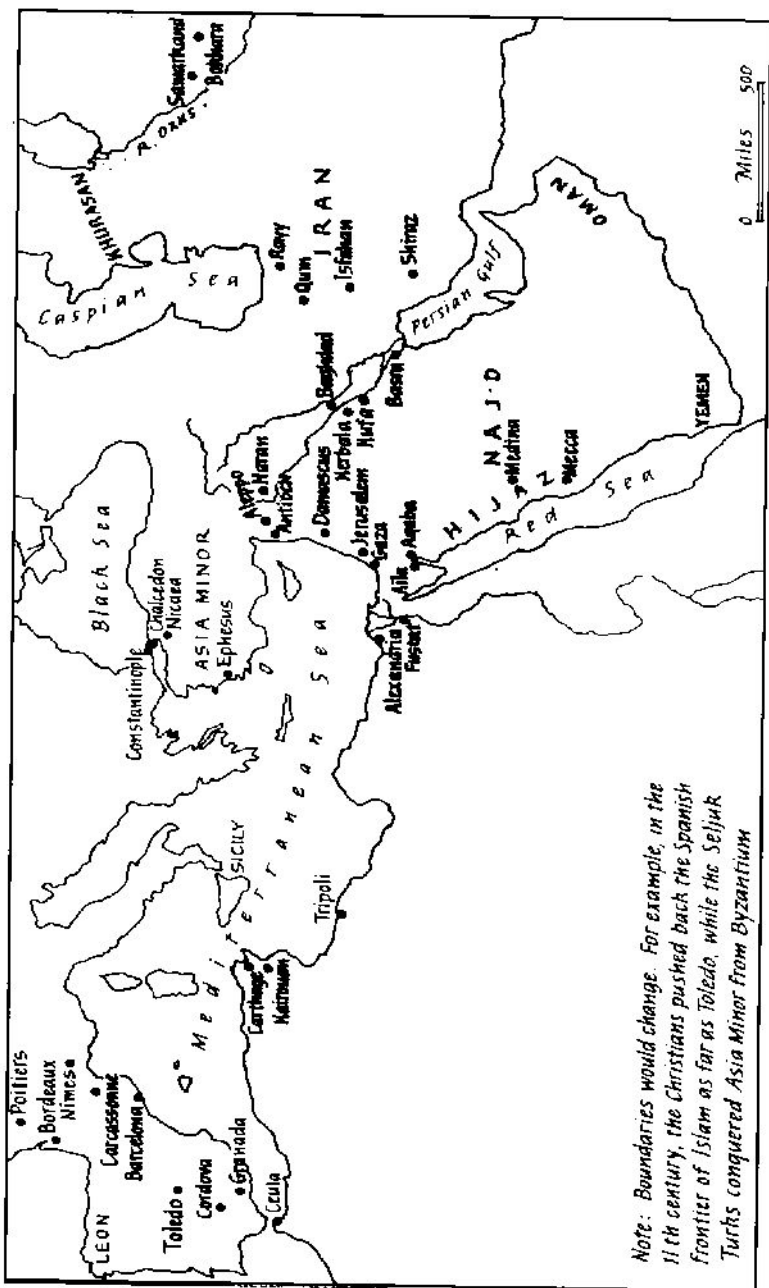 Poitiers
Bordeaux
Nimes
LEON
Carcassonne
Barcelona
Toledo
Cordova
Granada
Ceuta
Mediterranean Sea
SICILY
Carthage
Kairouan
Tripoli
Black Sea
Constantinople
Chalcedon
Nicaea
ASIA MINOR
Ephesus
Aleppo
Haran
Antioch
Damascus
Jerusalem
Gaza
Alexandria
Fustat
Aila
Aqaba
Caspian Sea
KHURASAN
R. Oxus.
Samarkand
Bokhara
Rayy
Qum
IRAN
Isfahan
Shiraz
Baghdad
Kerbala
Kufa
Basra
Persian Gulf
HIJAZ
NAJD
Medina
Mecca
Red Sea
YEMEN
OMAN
0 Miles 500
Note: Boundaries would change. For example, in the
11th century, the Christians pushed back the Spanish
frontier of Islam as far as Toledo, while the Seljuk
Turks conquered Asia Minor from Byzantium